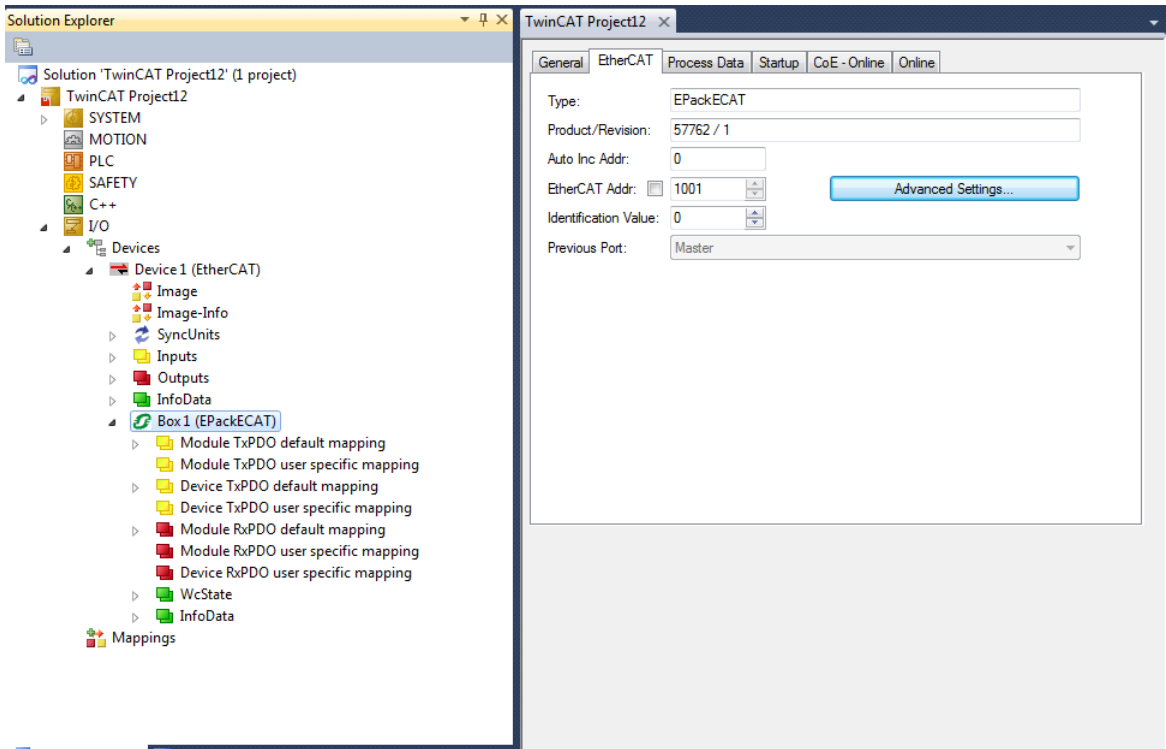 Solution Explorer
Solution 'TwinCAT Project12' (1 project)
TwinCAT Project12
SYSTEM
MOTION
PLC
SAFETY
C++
I/O
Devices
Device 1 (EtherCAT)
Image
Image-Info
SyncUnits
Inputs
Outputs
InfoData
Box 1 (EPackECAT)
Module TxPDO default mapping
Module TxPDO user specific mapping
Device TxPDO default mapping
Device TxPDO user specific mapping
Module RxPDO default mapping
Module RxPDO user specific mapping
Device RxPDO user specific mapping
WcState
InfoData
Mappings
TwinCAT Project12
General EtherCAT Process Data Startup CoE - Online Online
Type: EPackECAT
Product/Revision: 57762 / 1
Auto Inc Addr: 0
EtherCAT Addr: 1001 Advanced Settings...
Identification Value: 0
Previous Port: Master